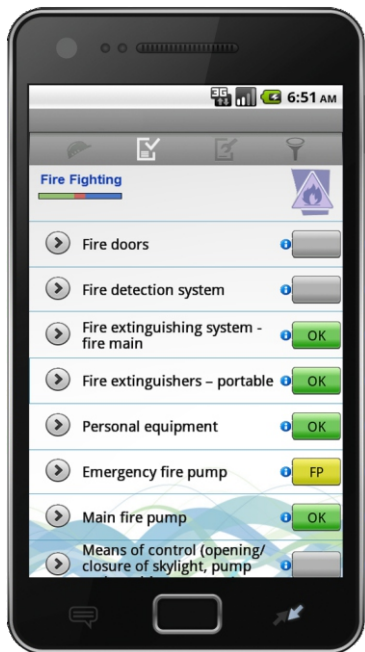 3G 6:51 AM
Fire Fighting
Fire doors
Fire detection system
Fire extinguishing system -
fire main
OK
Fire extinguishers – portable
OK
Personal equipment
OK
Emergency fire pump
FP
Main fire pump
OK
Means of control (opening/
closure of skylight, pump